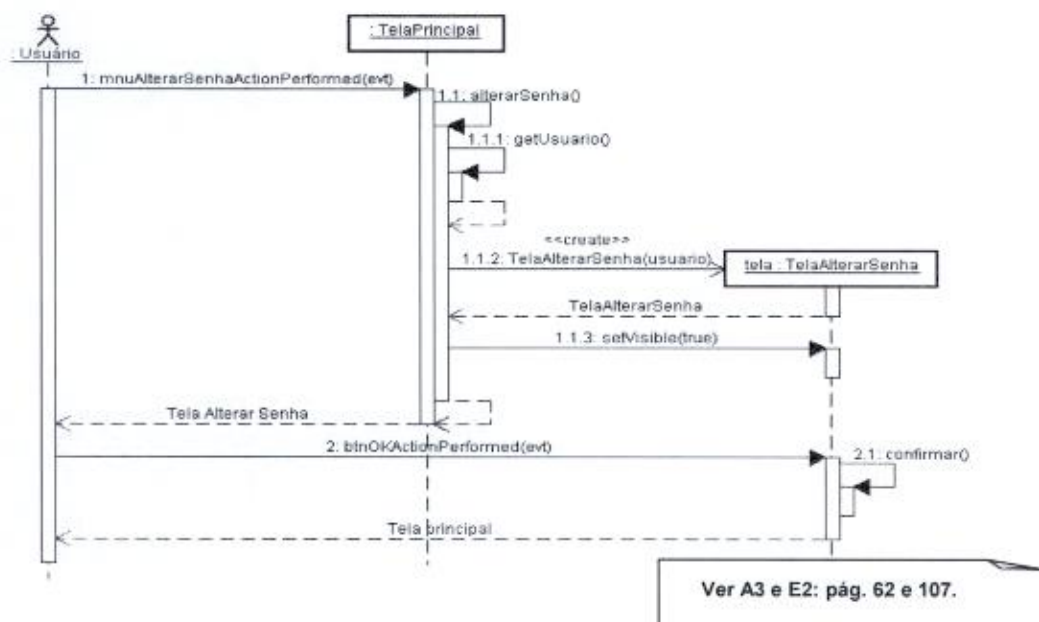 : Usuário
: TelaPrincipal
1: mnuAlterarSenhaActionPerformed(evt)
1.1: alterarSenha()
1.1.1: getUsuario()
<<create>>
1.1.2: TelaAlterarSenha(usuario)
tela : TelaAlterarSenha
TelaAlterarSenha
1.1.3: setVisible(true)
Tela Alterar Senha
2: btnOKActionPerformed(evt)
2.1: confirmar()
Tela principal
Ver A3 e E2: pág. 62 e 107.